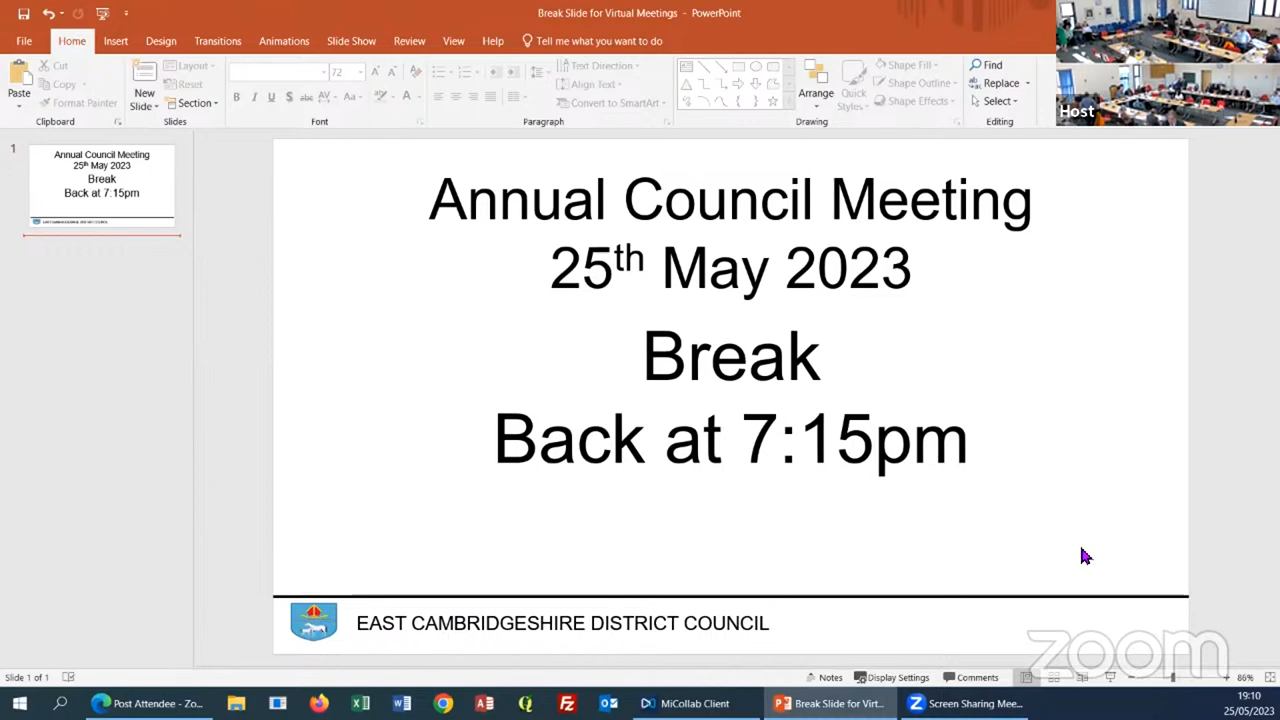 Break Slide for Virtual Meetings - PowerPoint
File Home Insert Design Transitions Animations Slide Show Review View Help Tell me what you want to do
Paste
Cut
Copy
Format Painter
Clipboard
New Slide
Layout
Reset
Section
Slides
72
Font
Text Direction
Align Text
Convert to SmartArt
Paragraph
Arrange
Quick Styles
Shape Fill
Shape Outline
Shape Effects
Drawing
Find
Replace
Select
Editing
Host
1
Annual Council Meeting
25th May 2023
Break
Back at 7:15pm
EAST CAMBRIDGESHIRE DISTRICT COUNCIL
Annual Council Meeting
25th May 2023
Break
Back at 7:15pm
EAST CAMBRIDGESHIRE DISTRICT COUNCIL
zoom
Slide 1 of 1 Notes Display Settings Comments 86%
Post Attendee - Zo... MiCollab Client Break Slide for Virt... Screen Sharing Mee... 19:10
25/05/2023